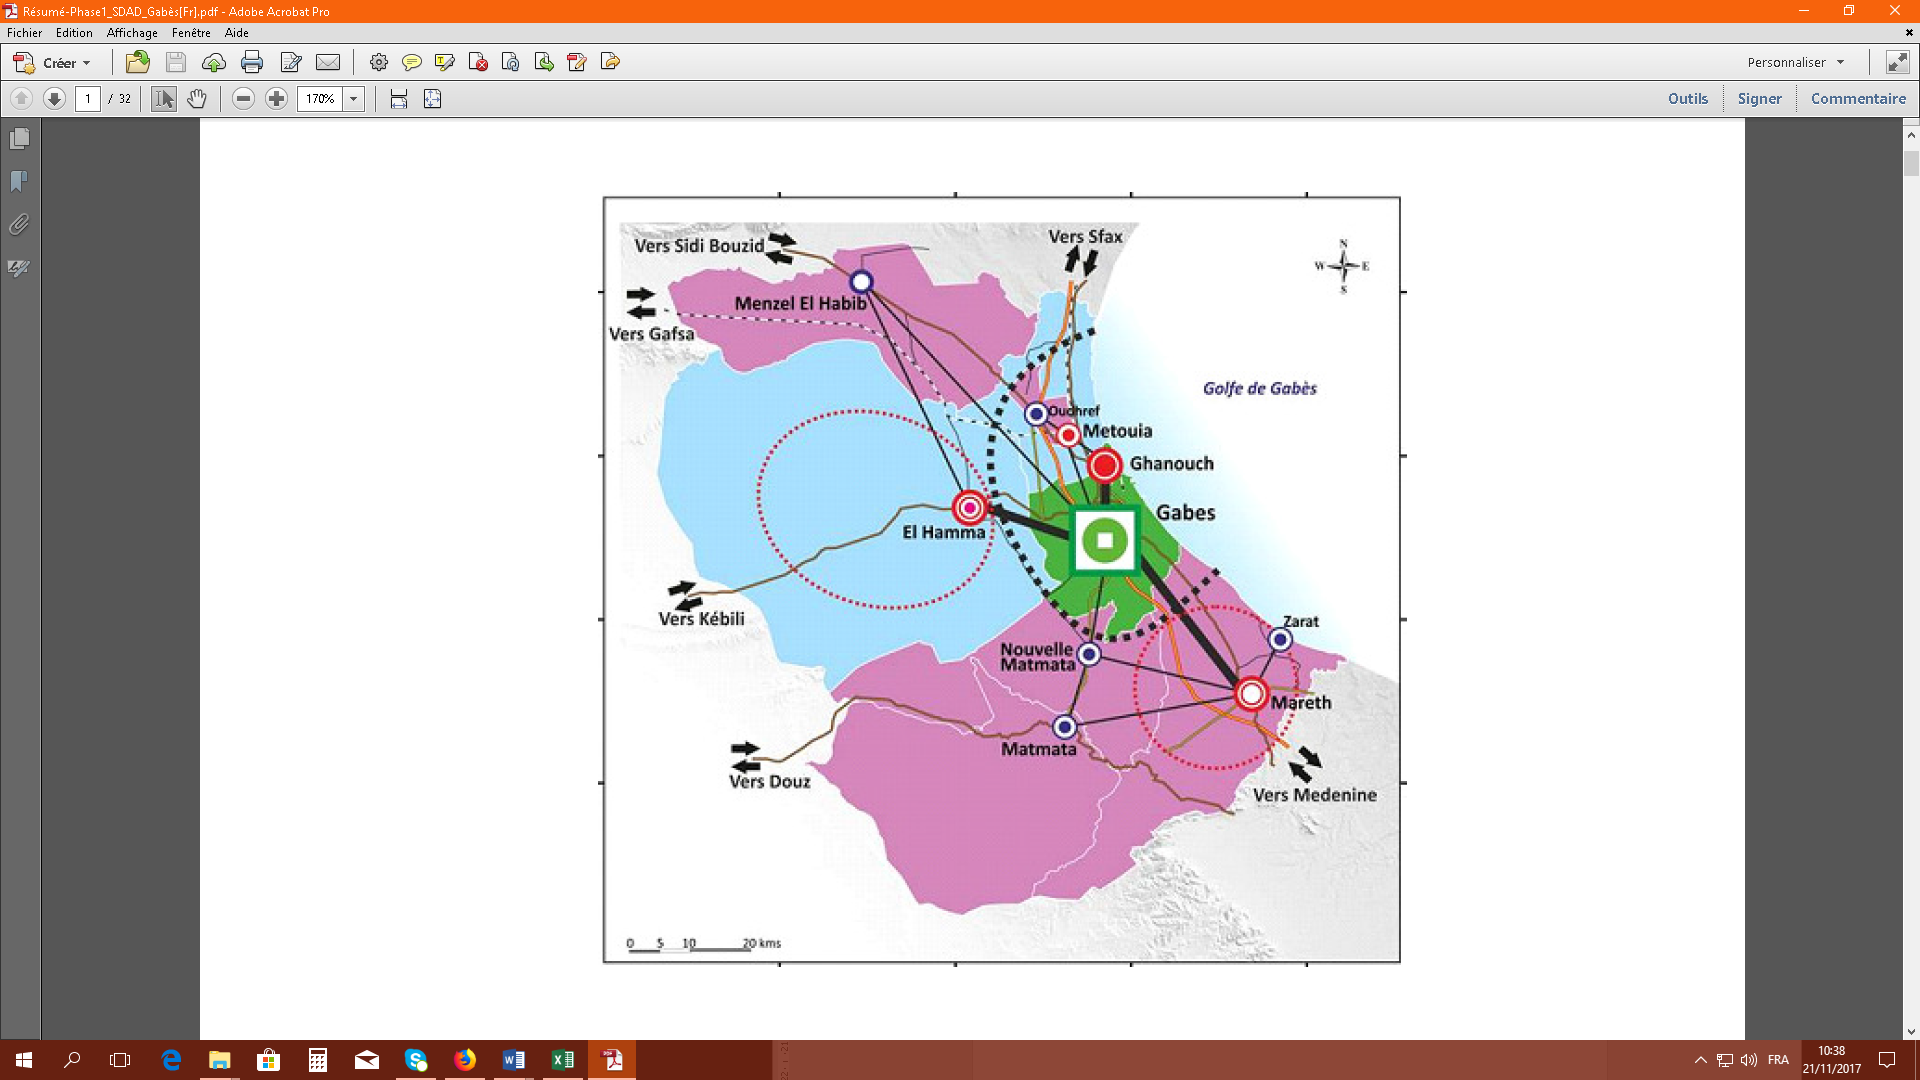 Résumé-Phase1_SDAD_Gabès[Fr].pdf - Adobe Acrobat Pro
Fichier Edition Affichage Fenêtre Aide
Créer
Personnaliser
1 / 32
170%
Outils Signer Commentaire
Vers Sidi Bouzid
Vers Sfax
N
W E
S
Menzel El Habib
Vers Gafsa
Golfe de Gabès
Oudhref
Metouia
Ghanouch
Gabes
El Hamma
Vers Kébili
Zarat
Nouvelle
Matmata
Mareth
Matmata
Vers Douz
Vers Medenine
0 5 10 20 kms
FRA
10:38
21/11/2017